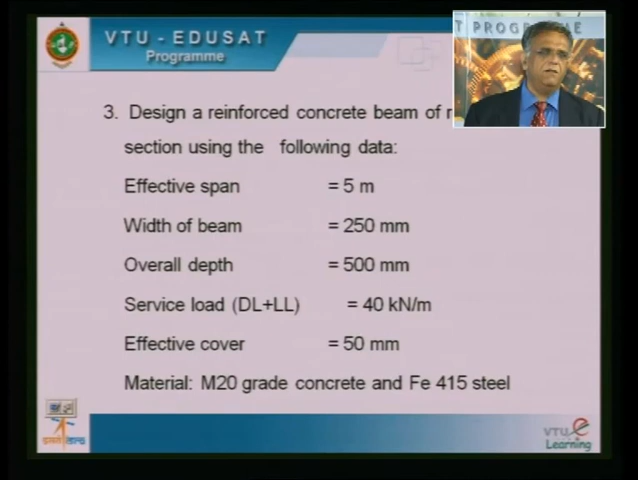 VTU - EDUSAT
Programme
T PROGRAMME
3. Design a reinforced concrete beam of
section using the following data:
Effective span = 5 m
Width of beam = 250 mm
Overall depth = 500 mm
Service load (DL+LL) = 40 kN/m
Effective cover = 50 mm
Material: M20 grade concrete and Fe 415 steel
VTU e
Learning